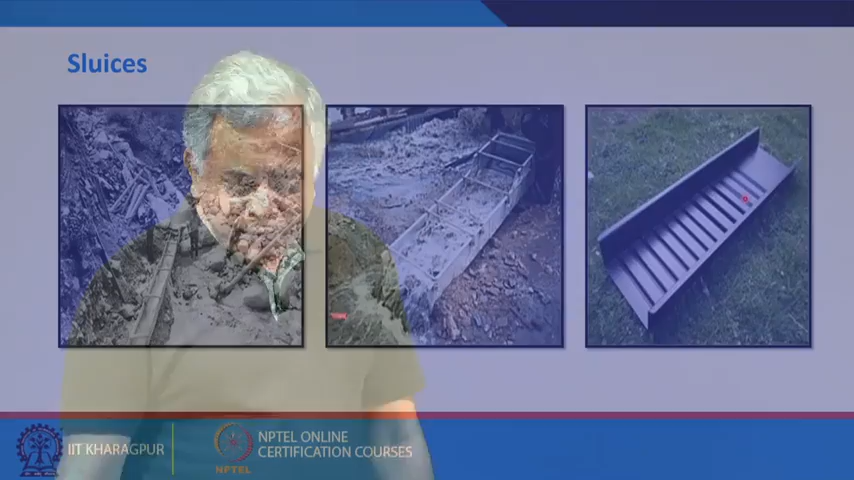 Sluices
IIT KHARAGPUR
NPTEL
NPTEL ONLINE
CERTIFICATION COURSES